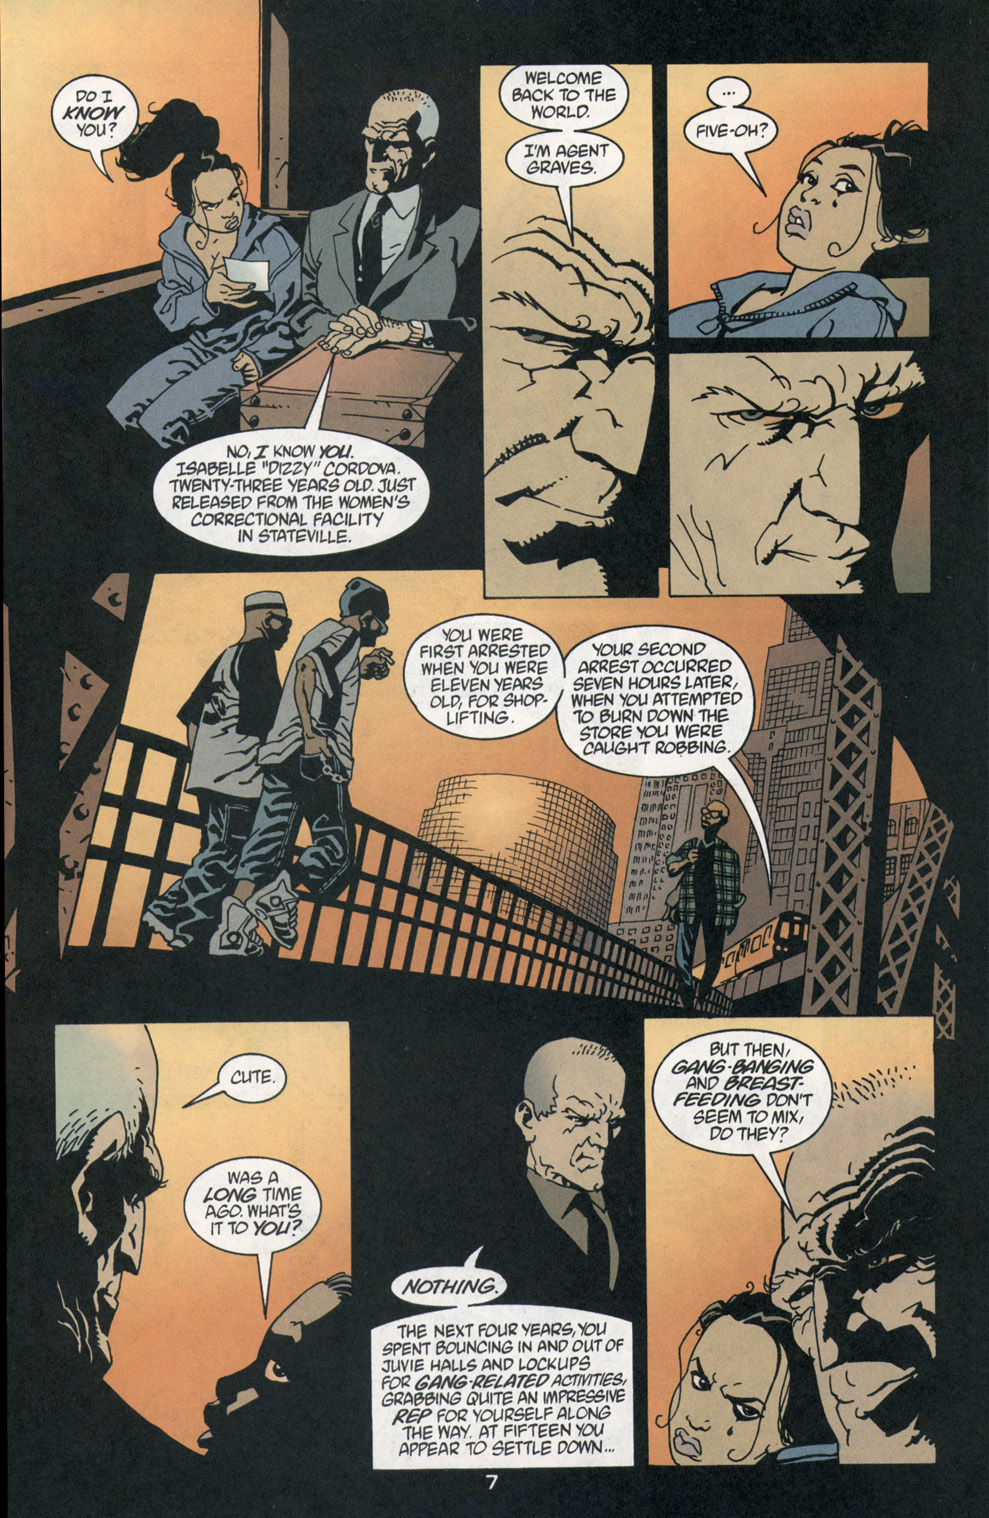 DO I
KNOW
YOU?
NO, I KNOW YOU.
ISABELLE "DIZZY" CORDOVA.
TWENTY-THREE YEARS OLD. JUST
RELEASED FROM THE WOMEN'S
CORRECTIONAL FACILITY
IN STATEVILLE.
WELCOME
BACK TO THE
WORLD.
I'M AGENT
GRAVES.
...
FIVE-OH?
YOU WERE
FIRST ARRESTED
WHEN YOU WERE
ELEVEN YEARS
OLD, FOR SHOP-
LIFTING.
YOUR SECOND
ARREST OCCURRED
SEVEN HOURS LATER,
WHEN YOU ATTEMPTED
TO BURN DOWN THE
STORE YOU WERE
CAUGHT ROBBING.
CUTE.
WAS A
LONG TIME
AGO. WHAT'S
IT TO YOU?
NOTHING.
THE NEXT FOUR YEARS, YOU
SPENT BOUNCING IN AND OUT OF
JUVIE HALLS AND LOCKUPS
FOR GANG-RELATED ACTIVITIES,
GRABBING QUITE AN IMPRESSIVE
REP FOR YOURSELF ALONG
THE WAY. AT FIFTEEN YOU
APPEAR TO SETTLE DOWN...
BUT THEN,
GANG-BANGING
AND BREAST-
FEEDING DON'T
SEEM TO MIX,
DO THEY?
7